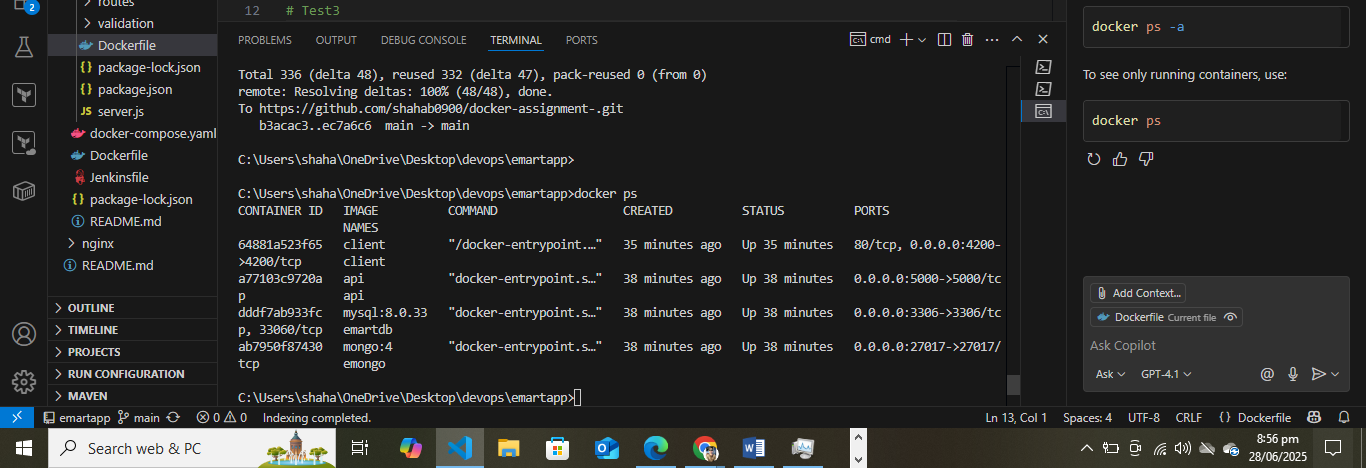 2
routes
validation
Dockerfile
{} package-lock.json
{} package.json
JS server.js
docker-compose.yaml
Dockerfile
Jenkinsfile
{} package-lock.json
README.md
nginx
README.md
OUTLINE
TIMELINE
PROJECTS
RUN CONFIGURATION
MAVEN
12 # Test3
PROBLEMS OUTPUT DEBUG CONSOLE TERMINAL PORTS
cmd
Total 336 (delta 48), reused 332 (delta 47), pack-reused 0 (from 0)
remote: Resolving deltas: 100% (48/48), done.
To https://github.com/shahab0900/docker-assignment-.git
b3acac3..ec7a6c6 main -> main
C:\Users\shaha\OneDrive\Desktop\devops\emartapp>
C:\Users\shaha\OneDrive\Desktop\devops\emartapp>docker ps
CONTAINER ID IMAGE COMMAND CREATED STATUS PORTS
NAMES
64881a523f65 client "/docker-entrypoint.…" 35 minutes ago Up 35 minutes 80/tcp, 0.0.0.0:4200-
>4200/tcp client
a77103c9720a api "docker-entrypoint.s…" 38 minutes ago Up 38 minutes 0.0.0.0:5000->5000/tc
p api
dddf7ab933fc mysql:8.0.33 "docker-entrypoint.s…" 38 minutes ago Up 38 minutes 0.0.0.0:3306->3306/tc
p, 33060/tcp emartdb
ab7950f87430 mongo:4 "docker-entrypoint.s…" 38 minutes ago Up 38 minutes 0.0.0.0:27017->27017/
tcp emongo
C:\Users\shaha\OneDrive\Desktop\devops\emartapp>
docker ps -a
To see only running containers, use:
docker ps
Add Context...
Dockerfile Current file
Ask Copilot
Ask GPT-4.1
emartapp main 0 0 Indexing completed.
Ln 13, Col 1 Spaces: 4 UTF-8 CRLF {} Dockerfile
Search web & PC
8:56 pm
28/06/2025